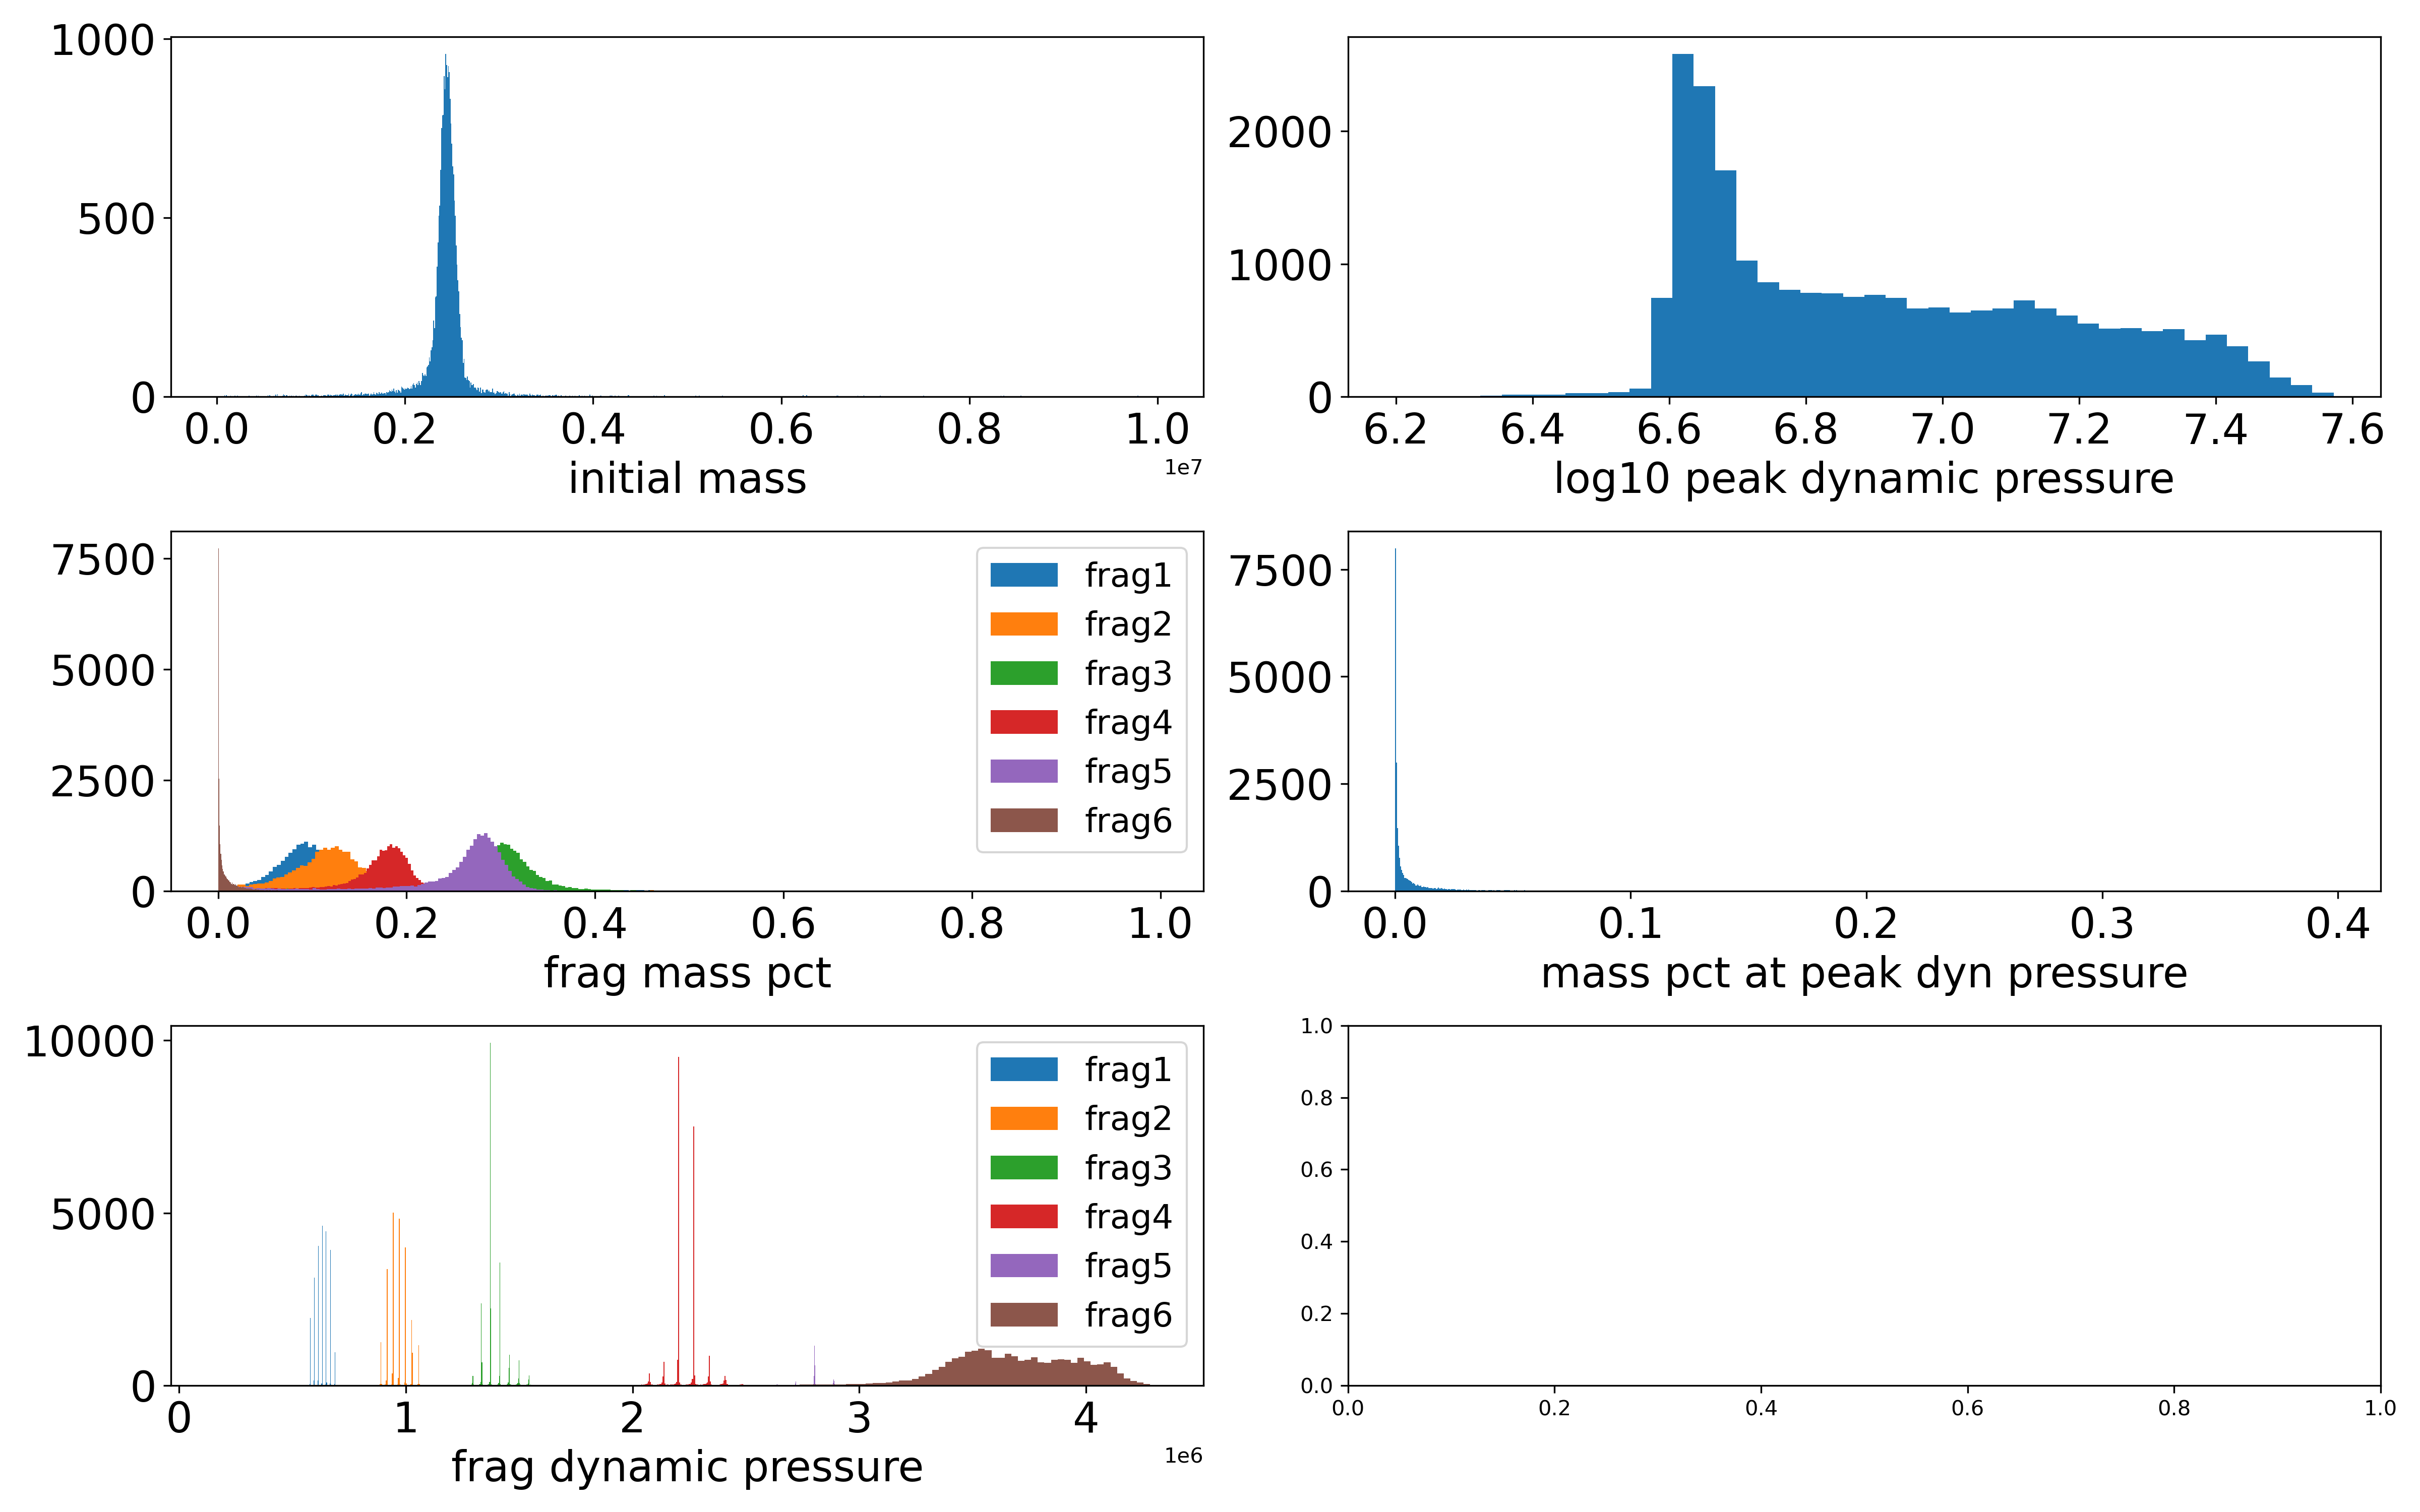 1000
500
0
0.0 0.2 0.4 0.6 0.8 1.0
1e7
initial mass
2000
1000
0
6.2 6.4 6.6 6.8 7.0 7.2 7.4 7.6
log10 peak dynamic pressure
7500
5000
2500
0
0.0 0.2 0.4 0.6 0.8 1.0
frag mass pct
frag1
frag2
frag3
frag4
frag5
frag6
7500
5000
2500
0
0.0 0.1 0.2 0.3 0.4
mass pct at peak dyn pressure
10000
5000
0
0 1 2 3 4
1e6
frag dynamic pressure
frag1
frag2
frag3
frag4
frag5
frag6
1.0
0.8
0.6
0.4
0.2
0.0
0.0 0.2 0.4 0.6 0.8 1.0